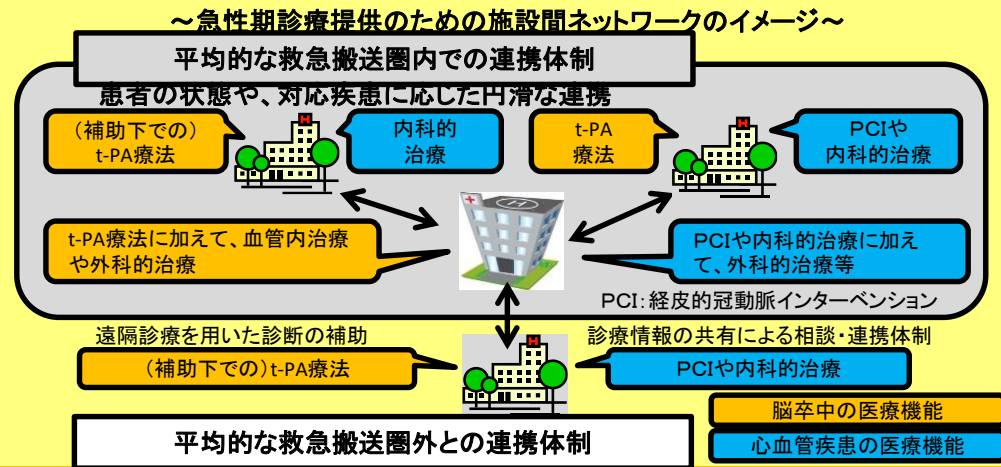 ～急性期診療提供のための施設間ネットワークのイメージ～
平均的な救急搬送圏内での連携体制
患者の状態や、対応疾患に応じた円滑な連携
（補助下での）
t-PA療法
内科的
治療
t-PA
療法
PCIや
内科的治療
t-PA療法に加えて、血管内治療
や外科的治療
PCIや内科的治療に加え
て、外科的治療等
PCI：経皮的冠動脈インターベンション
遠隔診療を用いた診断の補助
診療情報の共有による相談・連携体制
（補助下での）t-PA療法
PCIや内科的治療
脳卒中の医療機能
平均的な救急搬送圏外との連携体制
心血管疾患の医療機能